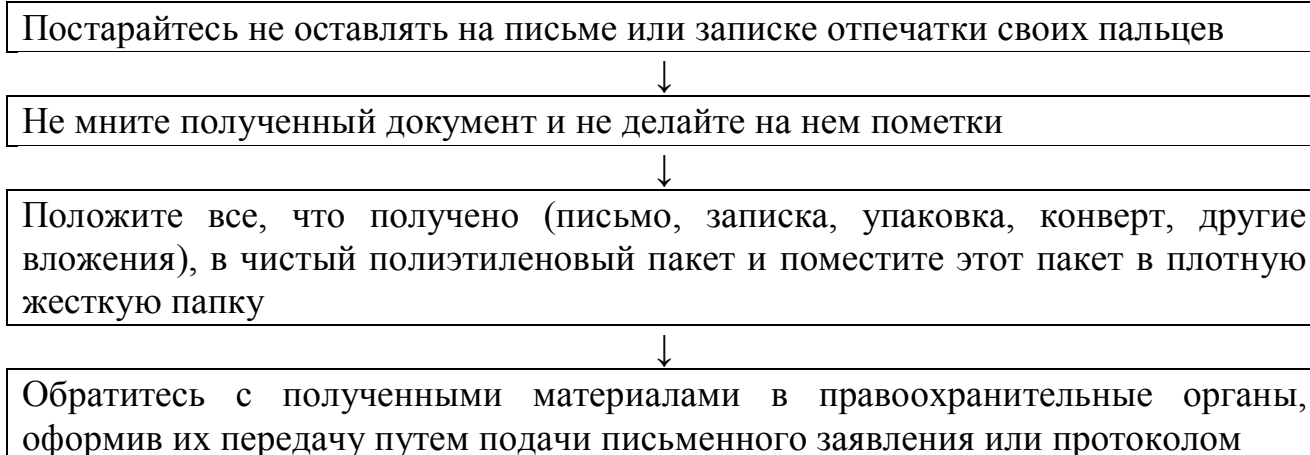 Постарайтесь не оставлять на письме или записке отпечатки своих пальцев
↓
Не мните полученный документ и не делайте на нем пометки
↓
Положите все, что получено (письмо, записка, упаковка, конверт, другие
вложения), в чистый полиэтиленовый пакет и поместите этот пакет в плотную
жесткую папку
↓
Обратитесь с полученными материалами в правоохранительные органы,
оформив их передачу путем подачи письменного заявления или протоколом